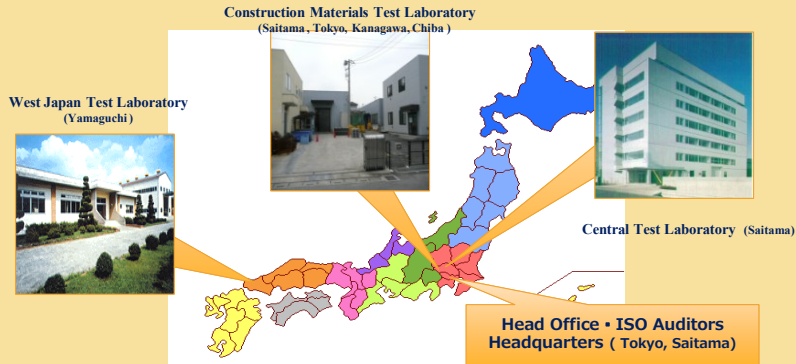 Construction Materials Test Laboratory
(Saitama , Tokyo, Kanagawa, Chiba )
West Japan Test Laboratory
(Yamaguchi )
Central Test Laboratory (Saitama)
Head Office・ISO Auditors
Headquarters ( Tokyo, Saitama)